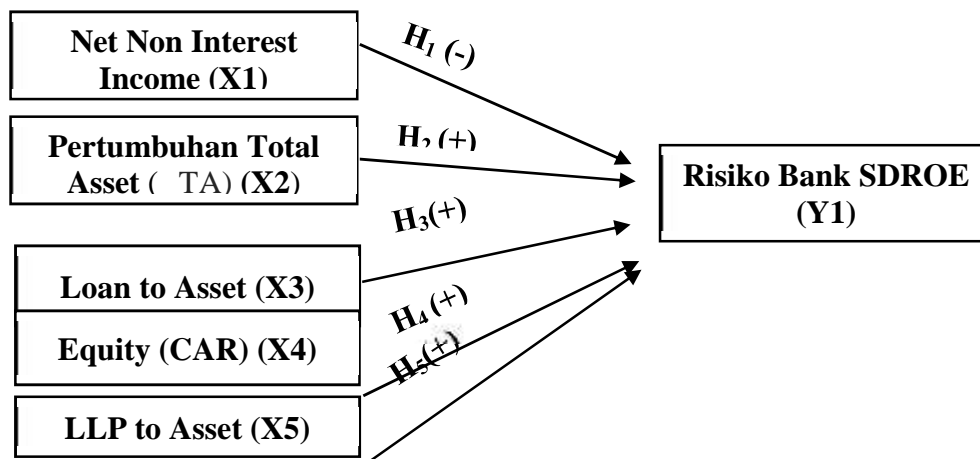 Net Non Interest
Income (X1)
H1 (-)
Pertumbuhan Total
Asset ( TA) (X2)
H2 (+)
Risiko Bank SDROE
(Y1)
H3(+)
Loan to Asset (X3)
H4 (+)
Equity (CAR) (X4)
H5(+)
LLP to Asset (X5)